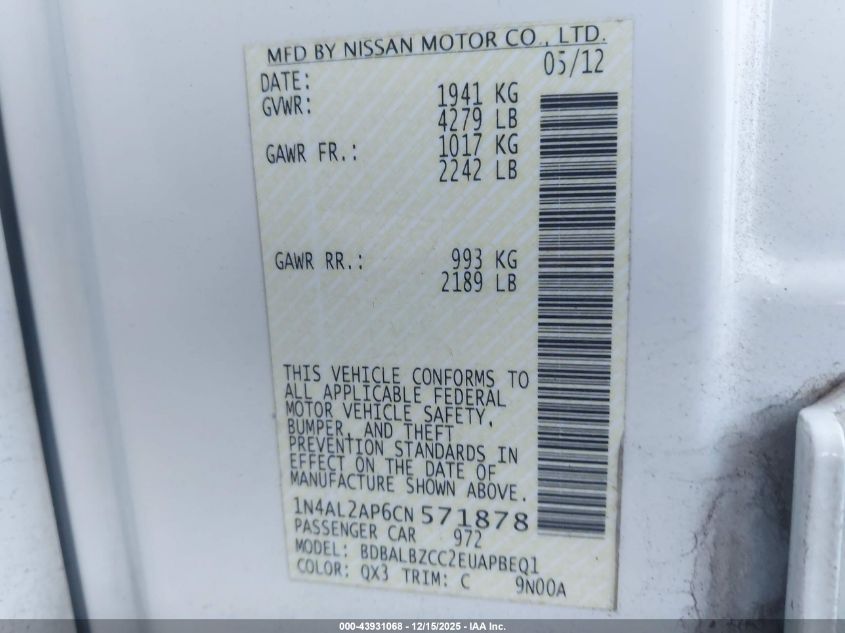 MFD BY NISSAN MOTOR CO., LTD.
DATE: 05/12
GVWR: 1941 KG
4279 LB
GAWR FR.: 1017 KG
2242 LB
GAWR RR.: 993 KG
2189 LB
THIS VEHICLE CONFORMS TO
ALL APPLICABLE FEDERAL
MOTOR VEHICLE SAFETY,
BUMPER, AND THEFT
PREVENTION STANDARDS IN
EFFECT ON THE DATE OF
MANUFACTURE SHOWN ABOVE.
1N4AL2AP6CN571878
PASSENGER CAR 972
MODEL: BDBALBZCC2EUAPBEQ1
COLOR: QX3 TRIM: C 9N00A
000-43931068 - 12/15/2025 - IAA Inc.